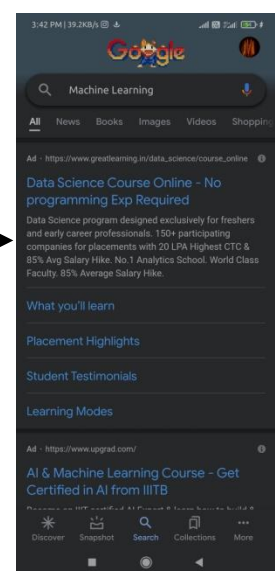 3:42 PM | 39.2KB/s
Google
Machine Learning
All News Books Images Videos Shopping
Ad · https://www.greatlearning.in/data_science/course_online
Data Science Course Online - No
programming Exp Required
Data Science program designed exclusively for freshers
and early career professionals. 150+ participating
companies for placements with 20 LPA Highest CTC &
85% Avg Salary Hike. No.1 Analytics School. World Class
Faculty. 85% Average Salary Hike.
What you'll learn
Placement Highlights
Student Testimonials
Learning Modes
Ad · https://www.upgrad.com/
AI & Machine Learning Course - Get
Certified in AI from IIITB
Discover Snapshot Search Collections More